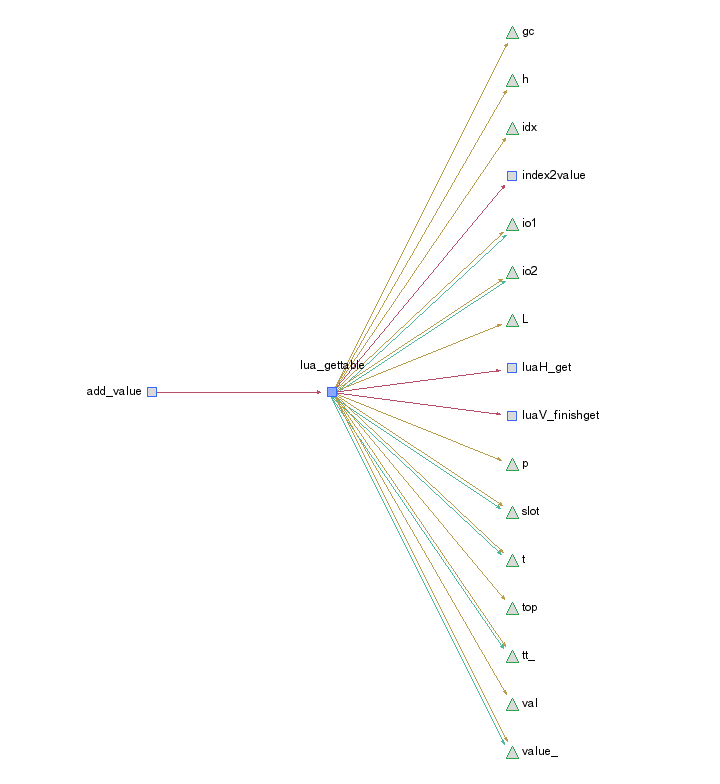 gc
h
idx
index2value
io1
io2
L
lua_gettable
luaH_get
add_value
luaV_finishget
p
slot
t
top
tt_
val
value_